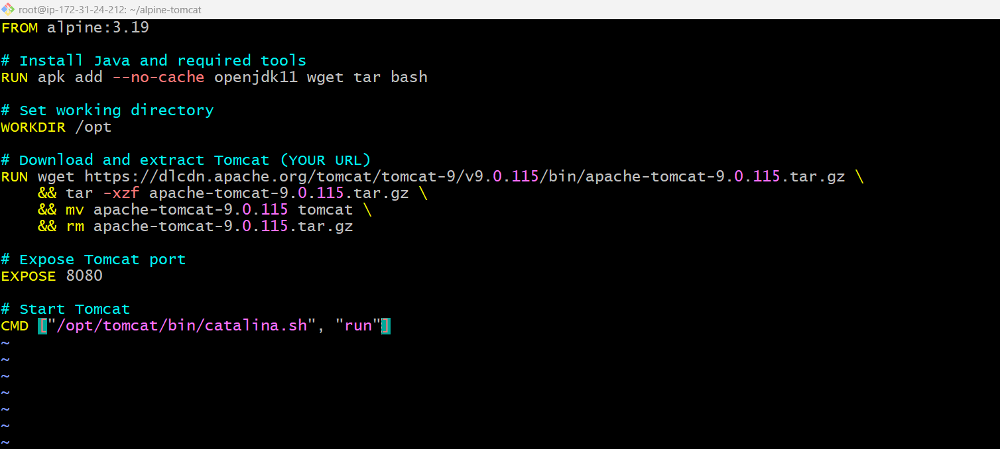 root@ip-172-31-24-212: ~/alpine-tomcat
FROM alpine:3.19
# Install Java and required tools
RUN apk add --no-cache openjdk11 wget tar bash
# Set working directory
WORKDIR /opt
# Download and extract Tomcat (YOUR URL)
RUN wget https://dlcdn.apache.org/tomcat/tomcat-9/v9.0.115/bin/apache-tomcat-9.0.115.tar.gz \
    && tar -xzf apache-tomcat-9.0.115.tar.gz \
    && mv apache-tomcat-9.0.115 tomcat \
    && rm apache-tomcat-9.0.115.tar.gz
# Expose Tomcat port
EXPOSE 8080
# Start Tomcat
CMD ["/opt/tomcat/bin/catalina.sh", "run"]
~
~
~
~
~
~
~